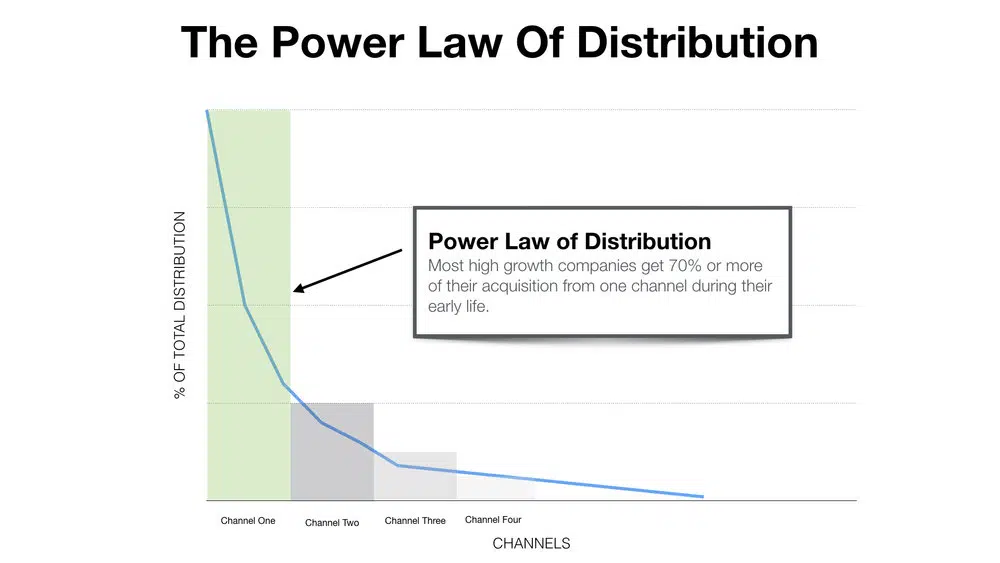 The Power Law Of Distribution
% OF TOTAL DISTRIBUTION
Power Law of Distribution
Most high growth companies get 70% or more
of their acquisition from one channel during their
early life.
Channel One
Channel Two
Channel Three
Channel Four
CHANNELS